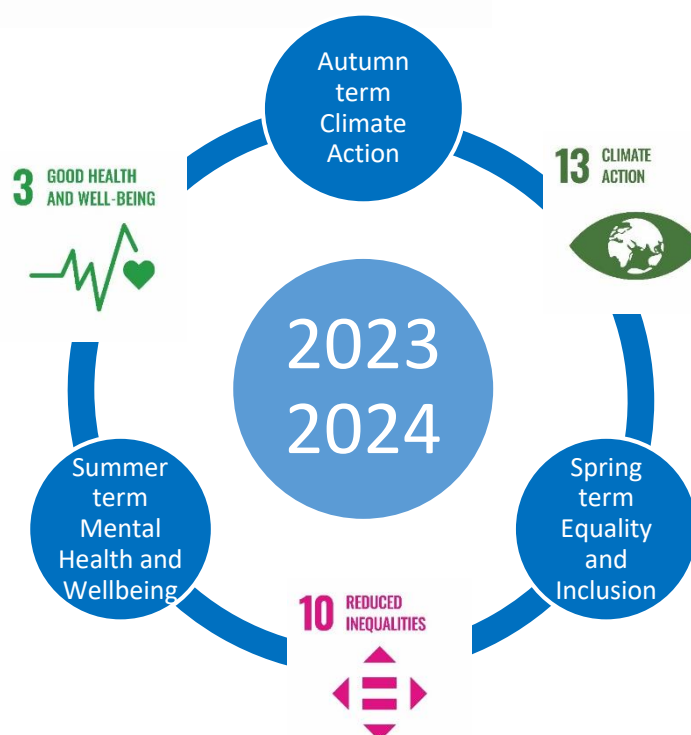 Autumn
term
Climate
Action
3 GOOD HEALTH
AND WELL-BEING
13 CLIMATE
ACTION
2023
2024
Summer
term
Mental
Health and
Wellbeing
Spring
term
Equality
and
Inclusion
10 REDUCED
INEQUALITIES